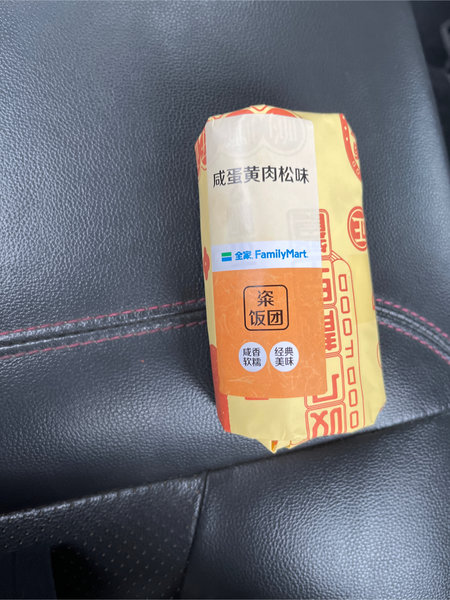 咸蛋黄肉松味
全家 FamilyMart
粢
饭团
咸香
软糯
经典
美味